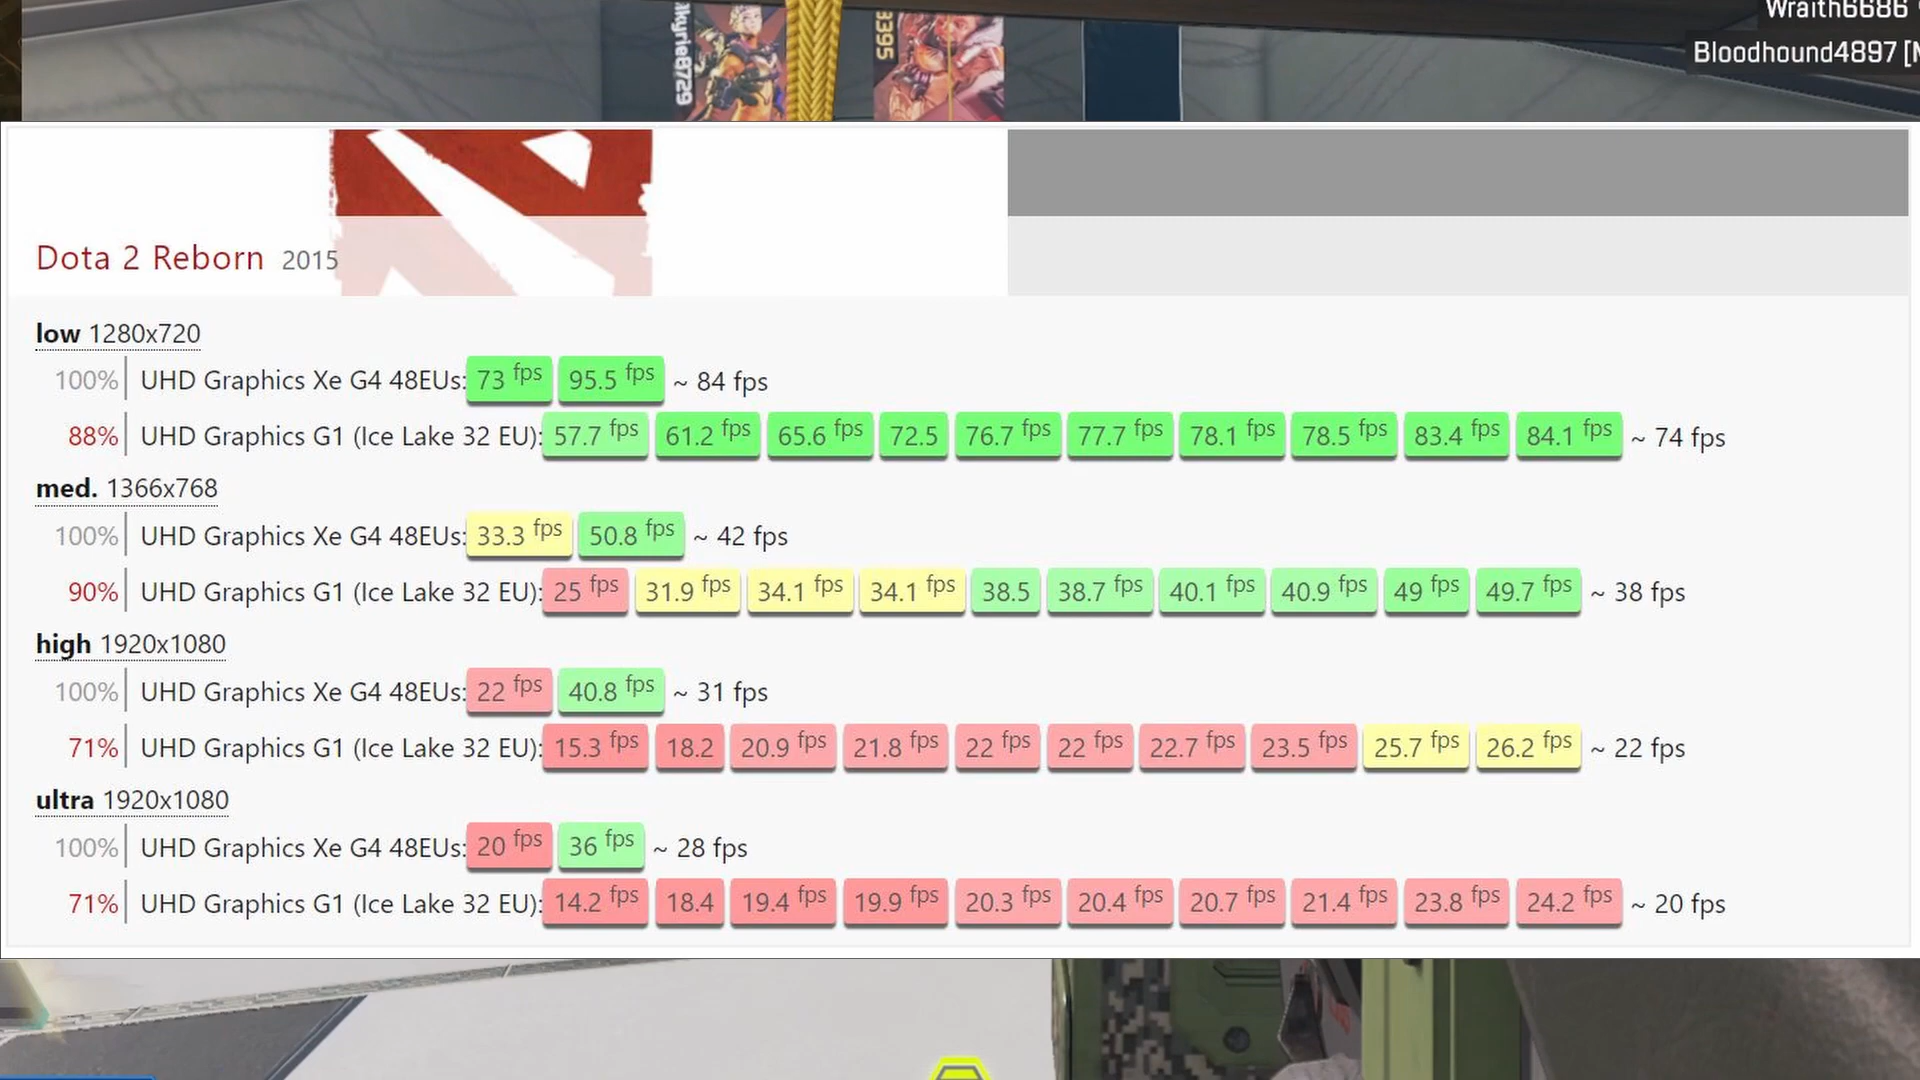 Wraith6686
Bloodhound4897 [
alkyrie8729
3395
Dota 2 Reborn 2015
low 1280x720
100% UHD Graphics Xe G4 48EUs: 73 fps 95.5 fps ~ 84 fps
88% UHD Graphics G1 (Ice Lake 32 EU): 57.7 fps 61.2 fps 65.6 fps 72.5 76.7 fps 77.7 fps 78.1 fps 78.5 fps 83.4 fps 84.1 fps ~ 74 fps
med. 1366x768
100% UHD Graphics Xe G4 48EUs: 33.3 fps 50.8 fps ~ 42 fps
90% UHD Graphics G1 (Ice Lake 32 EU): 25 fps 31.9 fps 34.1 fps 34.1 fps 38.5 38.7 fps 40.1 fps 40.9 fps 49 fps 49.7 fps ~ 38 fps
high 1920x1080
100% UHD Graphics Xe G4 48EUs: 22 fps 40.8 fps ~ 31 fps
71% UHD Graphics G1 (Ice Lake 32 EU): 15.3 fps 18.2 20.9 fps 21.8 fps 22 fps 22 fps 22.7 fps 23.5 fps 25.7 fps 26.2 fps ~ 22 fps
ultra 1920x1080
100% UHD Graphics Xe G4 48EUs: 20 fps 36 fps ~ 28 fps
71% UHD Graphics G1 (Ice Lake 32 EU): 14.2 fps 18.4 19.4 fps 19.9 fps 20.3 fps 20.4 fps 20.7 fps 21.4 fps 23.8 fps 24.2 fps ~ 20 fps